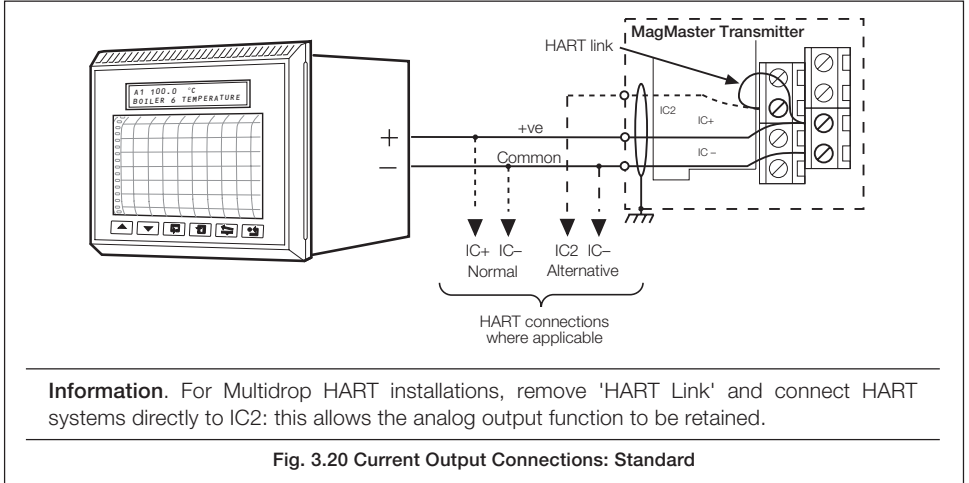 MagMaster Transmitter
HART link
A1 100.0 °C
BOILER 6 TEMPERATURE
IC2
IC+
+ve
+
IC –
Common
–
IC+ IC– IC2 IC–
Normal Alternative
HART connections
where applicable
Information. For Multidrop HART installations, remove 'HART Link' and connect HART
systems directly to IC2: this allows the analog output function to be retained.
Fig. 3.20 Current Output Connections: Standard